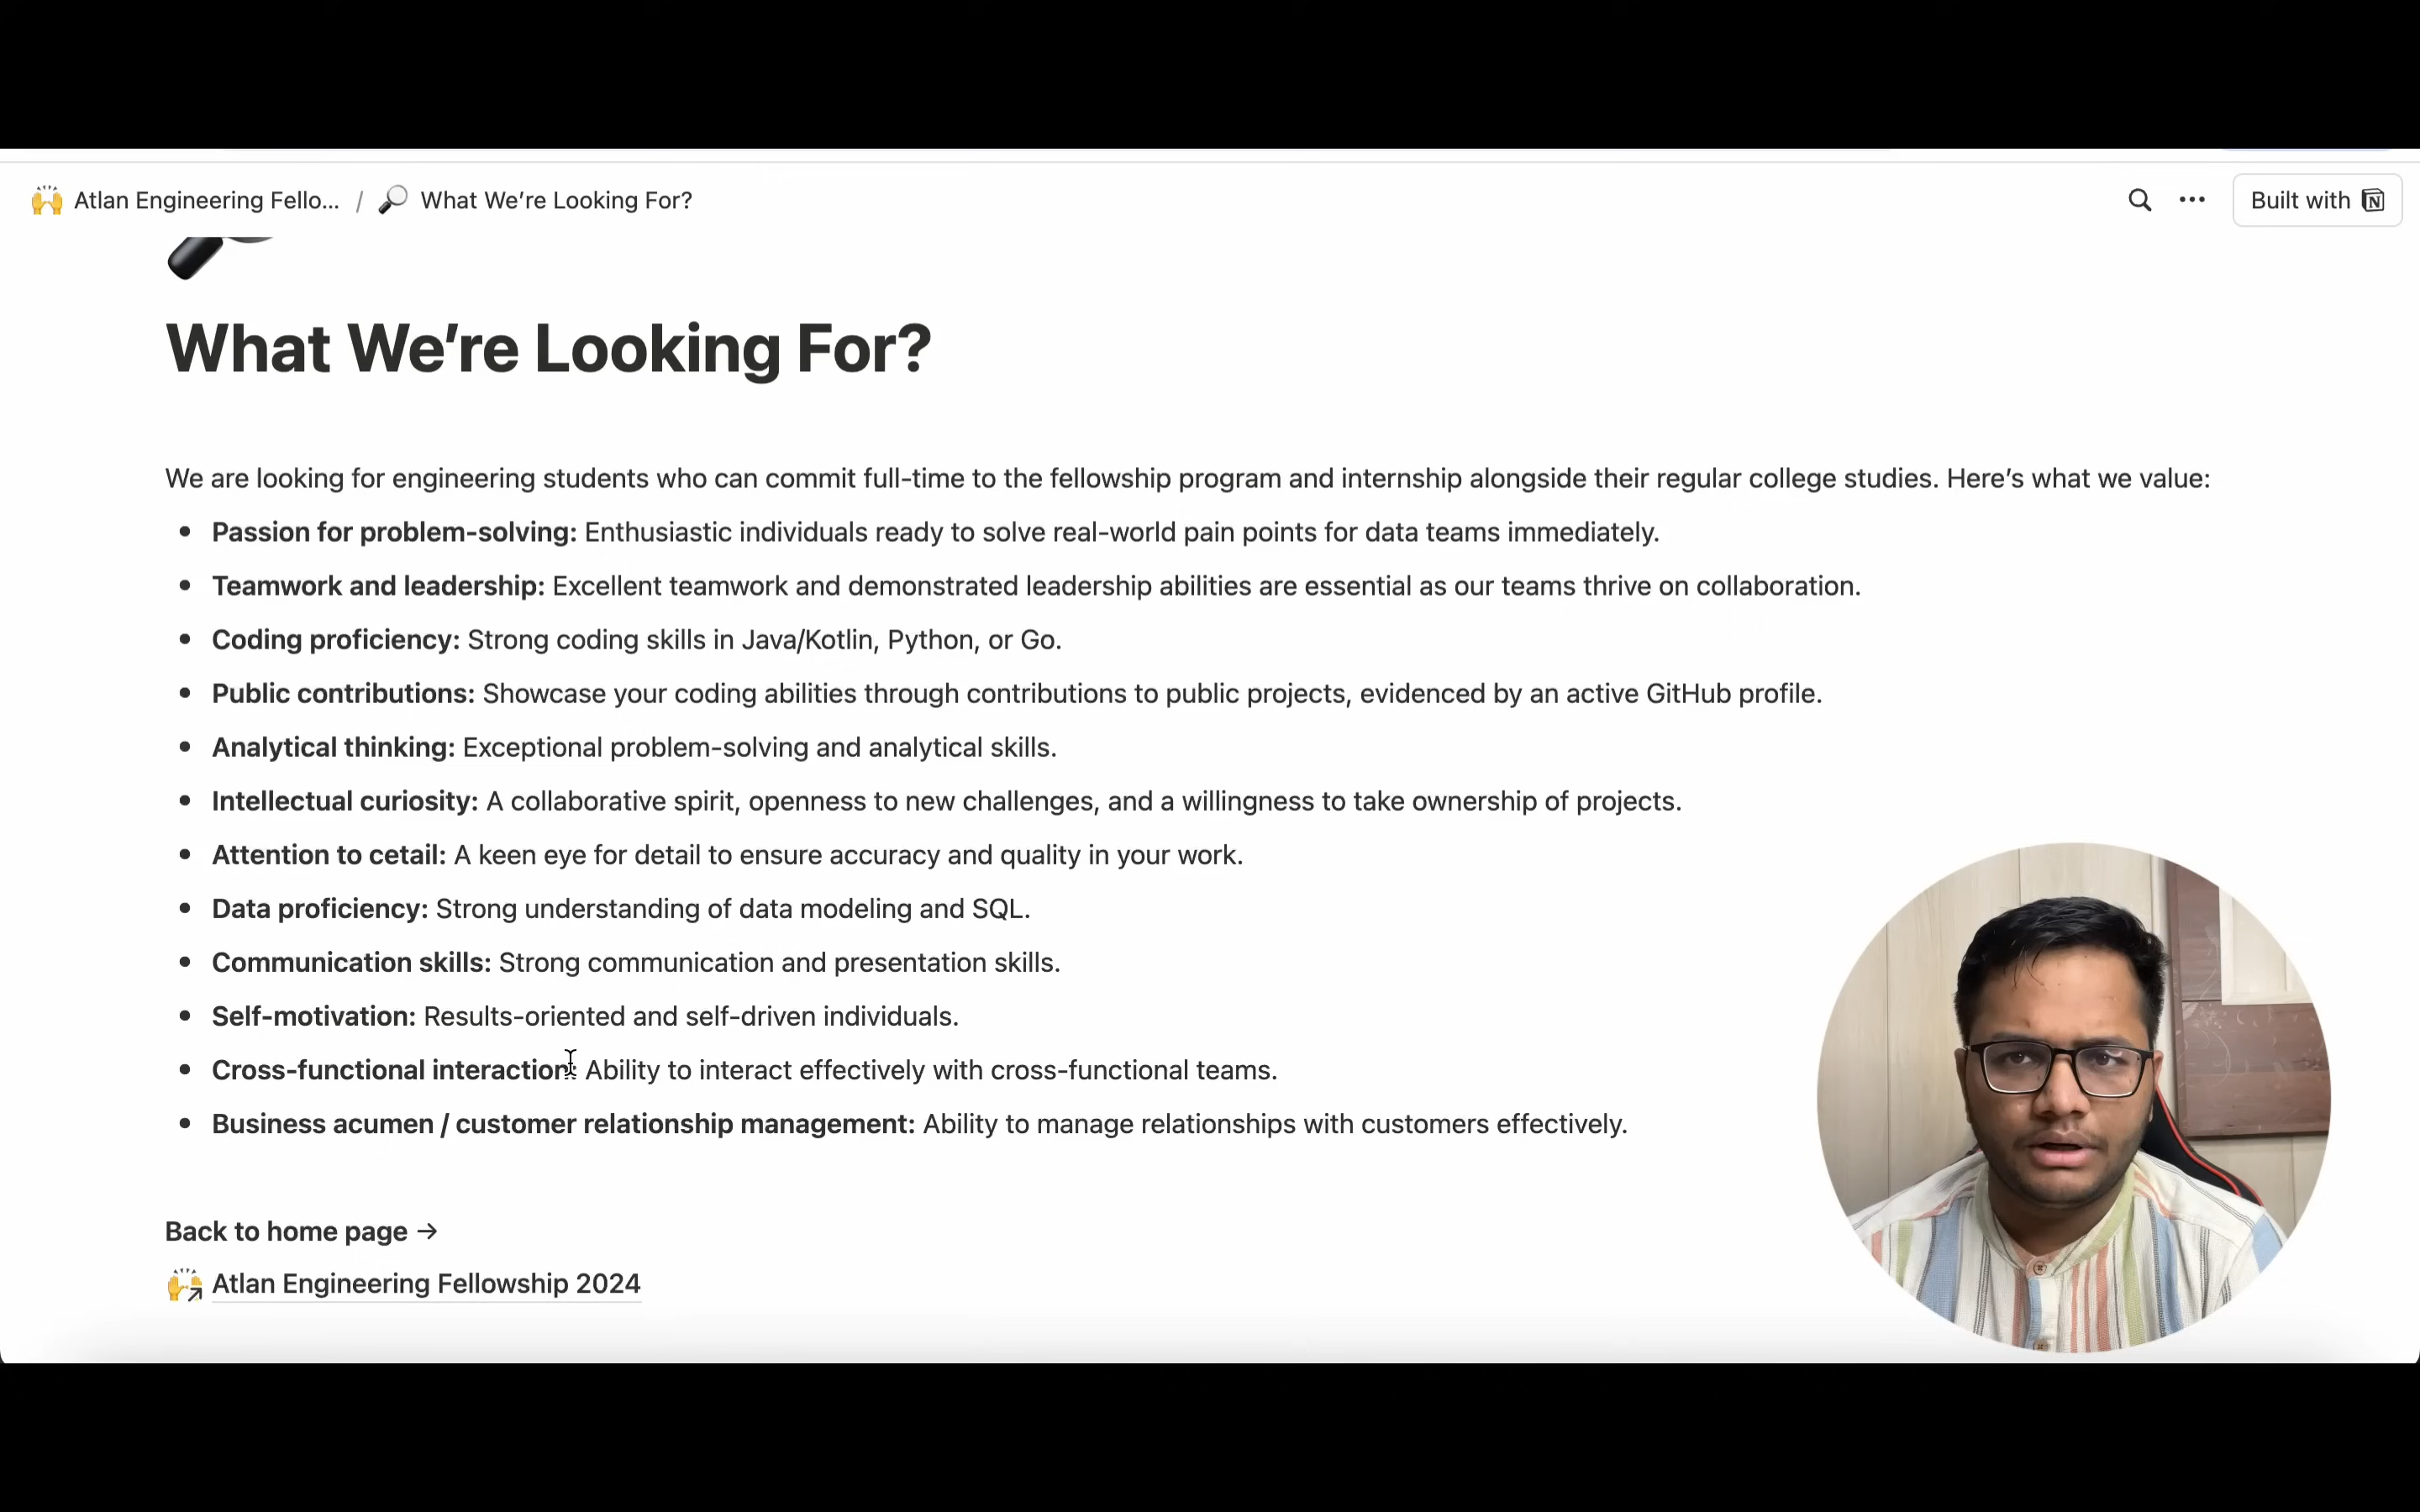 Atlan Engineering Fello... / What We’re Looking For?
Built with
What We’re Looking For?
We are looking for engineering students who can commit full-time to the fellowship program and internship alongside their regular college studies. Here’s what we value:
• Passion for problem-solving: Enthusiastic individuals ready to solve real-world pain points for data teams immediately.
• Teamwork and leadership: Excellent teamwork and demonstrated leadership abilities are essential as our teams thrive on collaboration.
• Coding proficiency: Strong coding skills in Java/Kotlin, Python, or Go.
• Public contributions: Showcase your coding abilities through contributions to public projects, evidenced by an active GitHub profile.
• Analytical thinking: Exceptional problem-solving and analytical skills.
• Intellectual curiosity: A collaborative spirit, openness to new challenges, and a willingness to take ownership of projects.
• Attention to cetail: A keen eye for detail to ensure accuracy and quality in your work.
• Data proficiency: Strong understanding of data modeling and SQL.
• Communication skills: Strong communication and presentation skills.
• Self-motivation: Results-oriented and self-driven individuals.
• Cross-functional interaction: Ability to interact effectively with cross-functional teams.
• Business acumen / customer relationship management: Ability to manage relationships with customers effectively.
Back to home page →
Atlan Engineering Fellowship 2024